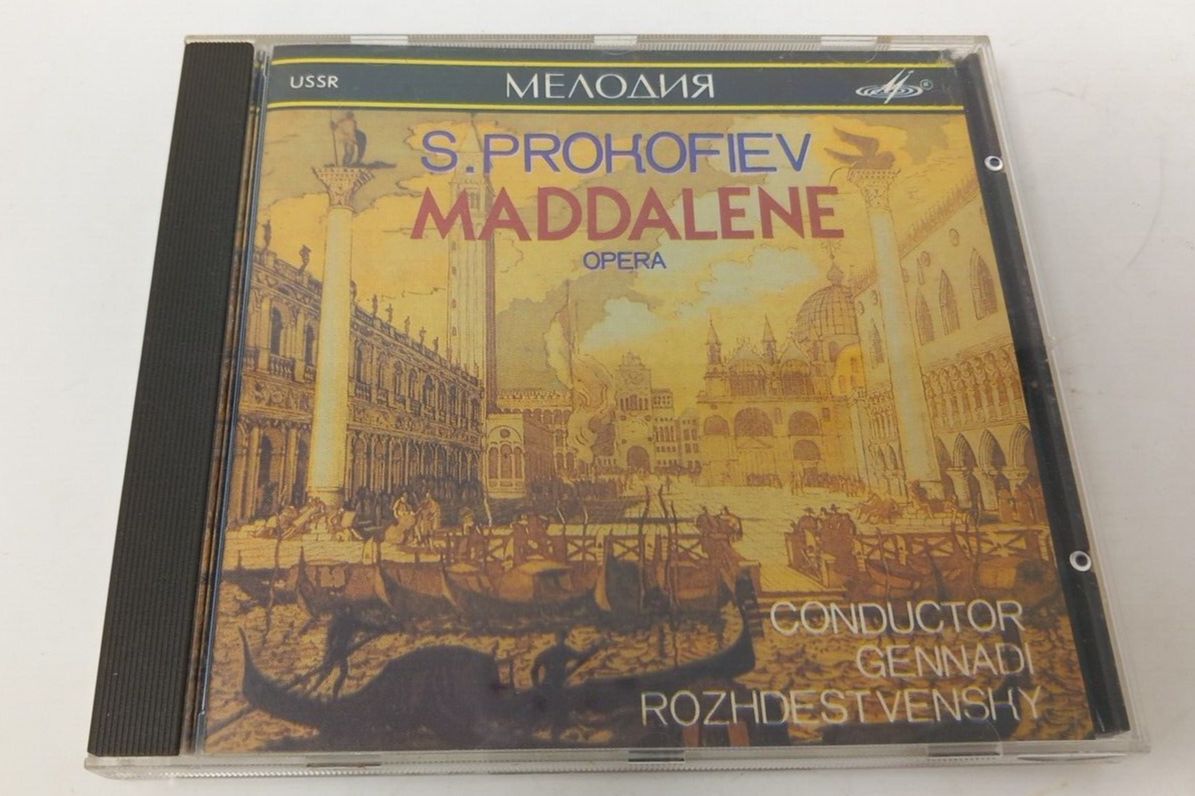 USSR
МЕЛОДИЯ
®
S.PROKOFIEV
MADDALENE
OPERA
CONDUCTOR
GENNADI
ROZHDESTVENSKY